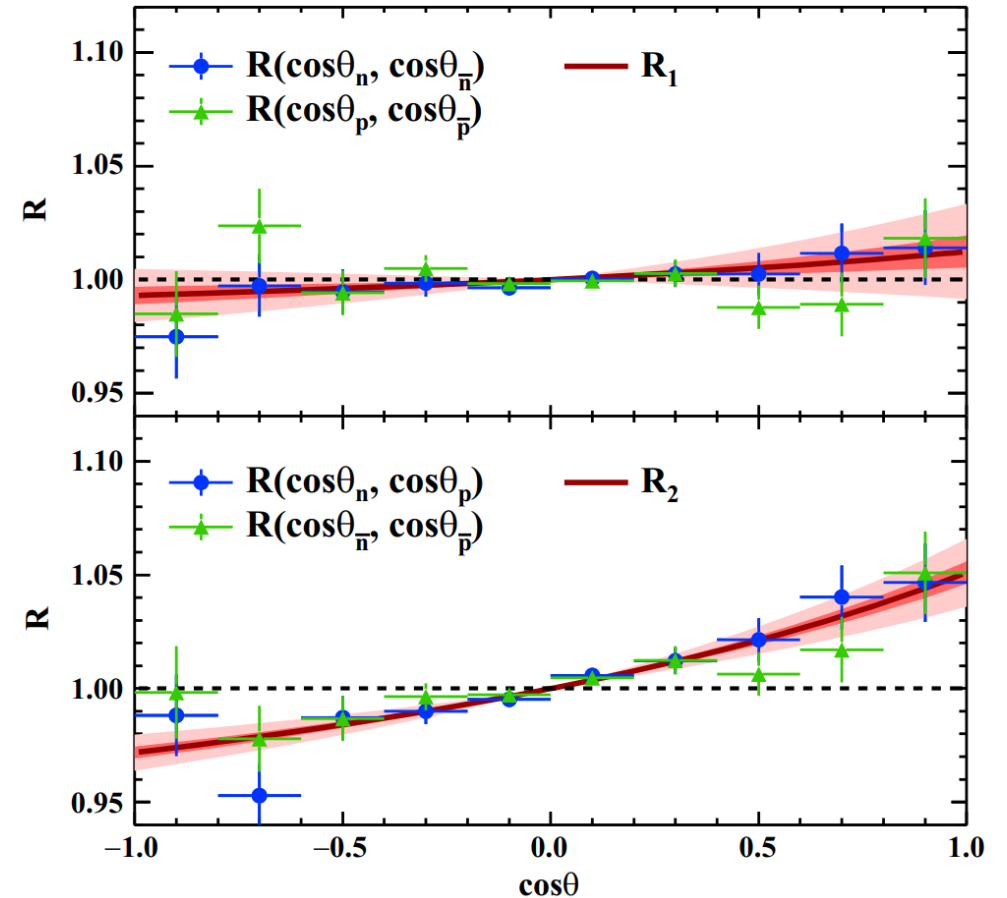 1.10
R(cosθn, cosθn̅)
R1
R(cosθp, cosθp̅)
1.05
R
1.00
0.95
1.10
R(cosθn, cosθp)
R2
R(cosθn̅, cosθp̅)
1.05
R
1.00
0.95
−1.0 −0.5 0.0 0.5 1.0
cosθ